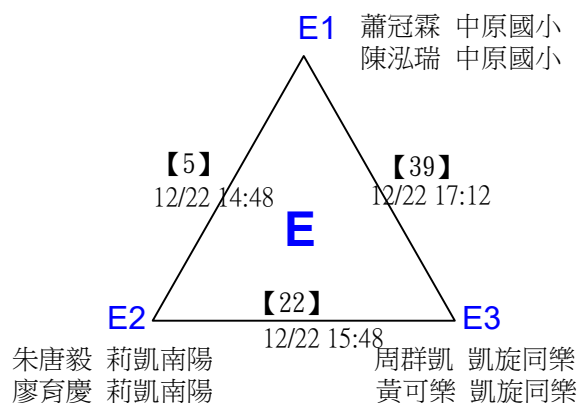 E1 蕭冠霖 中原國小
陳泓瑞 中原國小
【5】 【39】
12/22 14:48 12/22 17:12
E
E2 【22】 E3
12/22 15:48
朱唐毅 莉凱南陽 周群凱 凱旋同樂
廖育慶 莉凱南陽 黃可樂 凱旋同樂